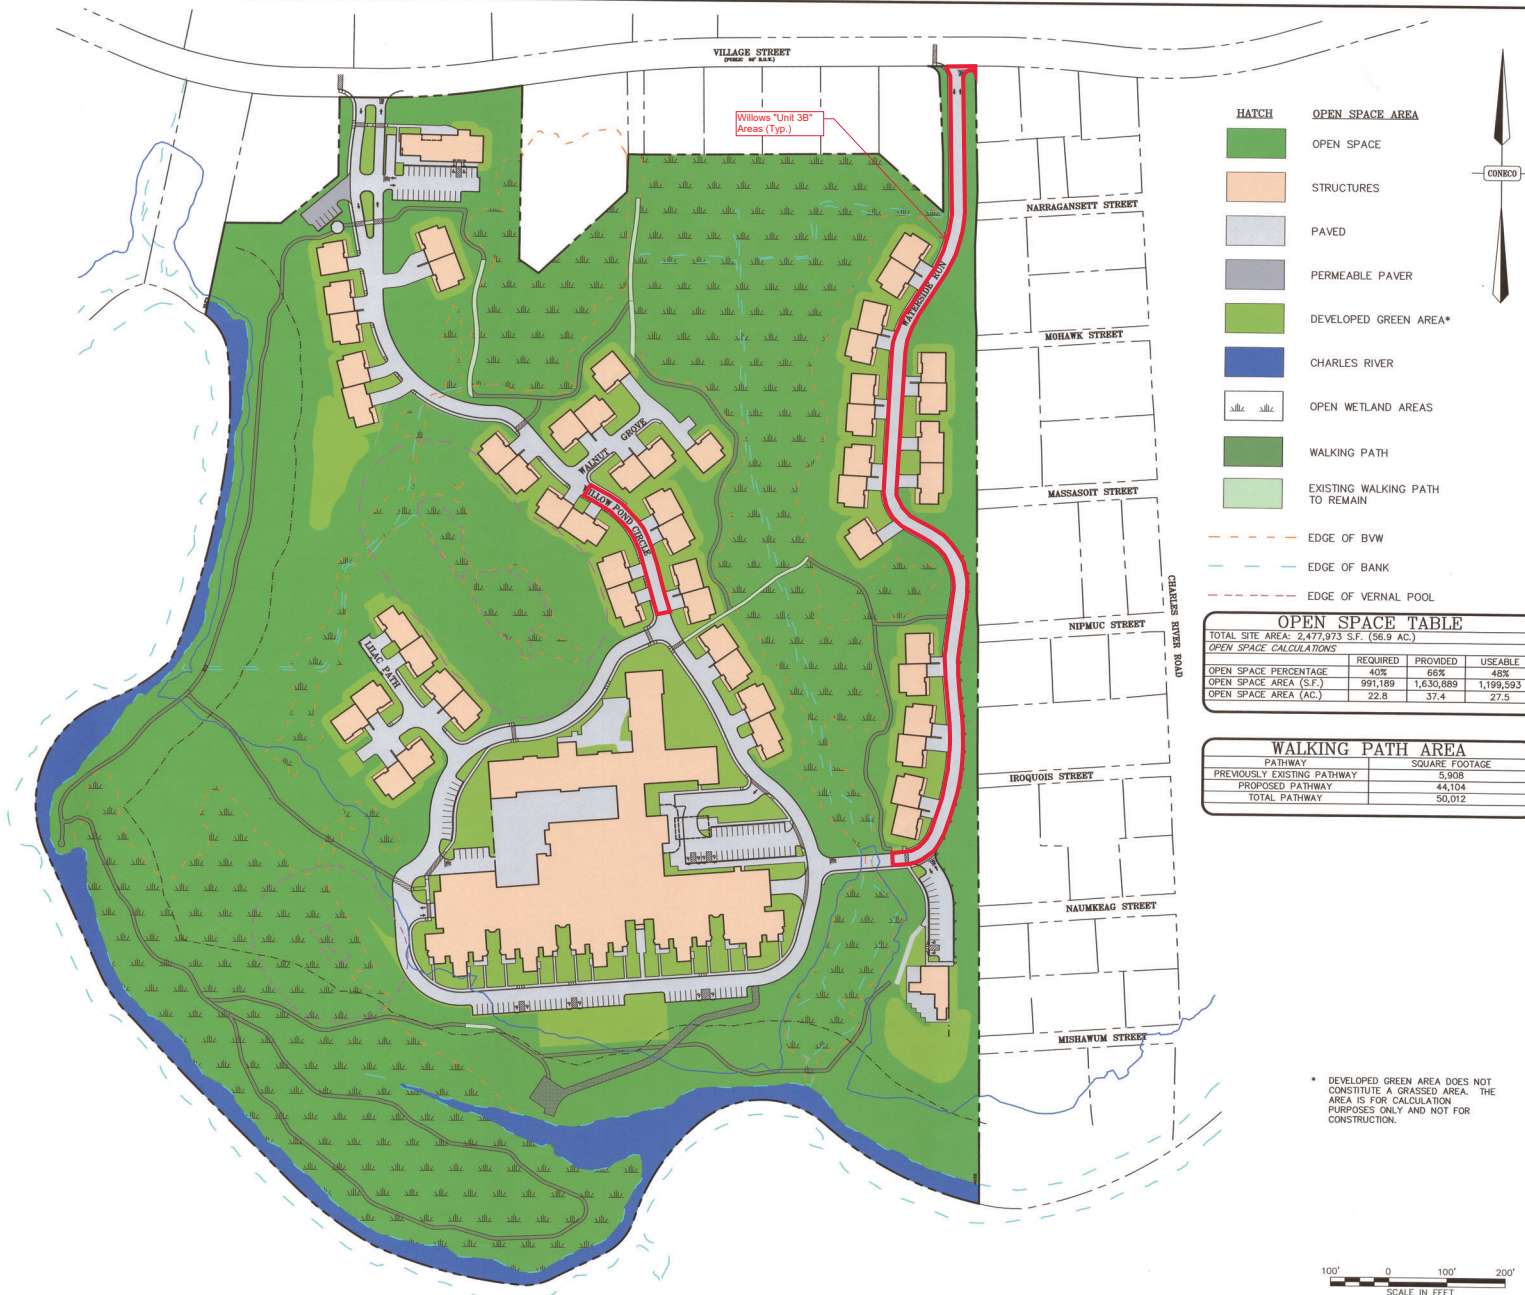 VILLAGE STREET
(PUBLIC 50' R.O.W.)
Willows "Unit 3B"
Areas (Typ.)
NARRAGANSETT STREET
WATERSIDE RUN
MOHAWK STREET
WALNUT GROVE
MASSASOIT STREET
WILLOW POND CIRCLE
CHARLES RIVER ROAD
NIPMUC STREET
LILAC PATH
IROQUOIS STREET
NAUMKEAG STREET
MISHAWUM STREET
HATCH OPEN SPACE AREA
OPEN SPACE
STRUCTURES
PAVED
PERMEABLE PAVER
DEVELOPED GREEN AREA*
CHARLES RIVER
OPEN WETLAND AREAS
WALKING PATH
EXISTING WALKING PATH
TO REMAIN
EDGE OF BVW
EDGE OF BANK
EDGE OF VERNAL POOL
CONECO
OPEN SPACE TABLE
TOTAL SITE AREA: 2,477,973 S.F. (56.9 AC.)
OPEN SPACE CALCULATIONS
REQUIRED PROVIDED USEABLE
OPEN SPACE PERCENTAGE 40% 66% 48%
OPEN SPACE AREA (S.F.) 991,189 1,630,889 1,199,593
OPEN SPACE AREA (AC.) 22.8 37.4 27.5
WALKING PATH AREA
PATHWAY SQUARE FOOTAGE
PREVIOUSLY EXISTING PATHWAY 5,908
PROPOSED PATHWAY 44,104
TOTAL PATHWAY 50,012
* DEVELOPED GREEN AREA DOES NOT
CONSTITUTE A GRASSED AREA. THE
AREA IS FOR CALCULATION
PURPOSES ONLY AND NOT FOR
CONSTRUCTION.
100' 0 100' 200'
SCALE IN FEET